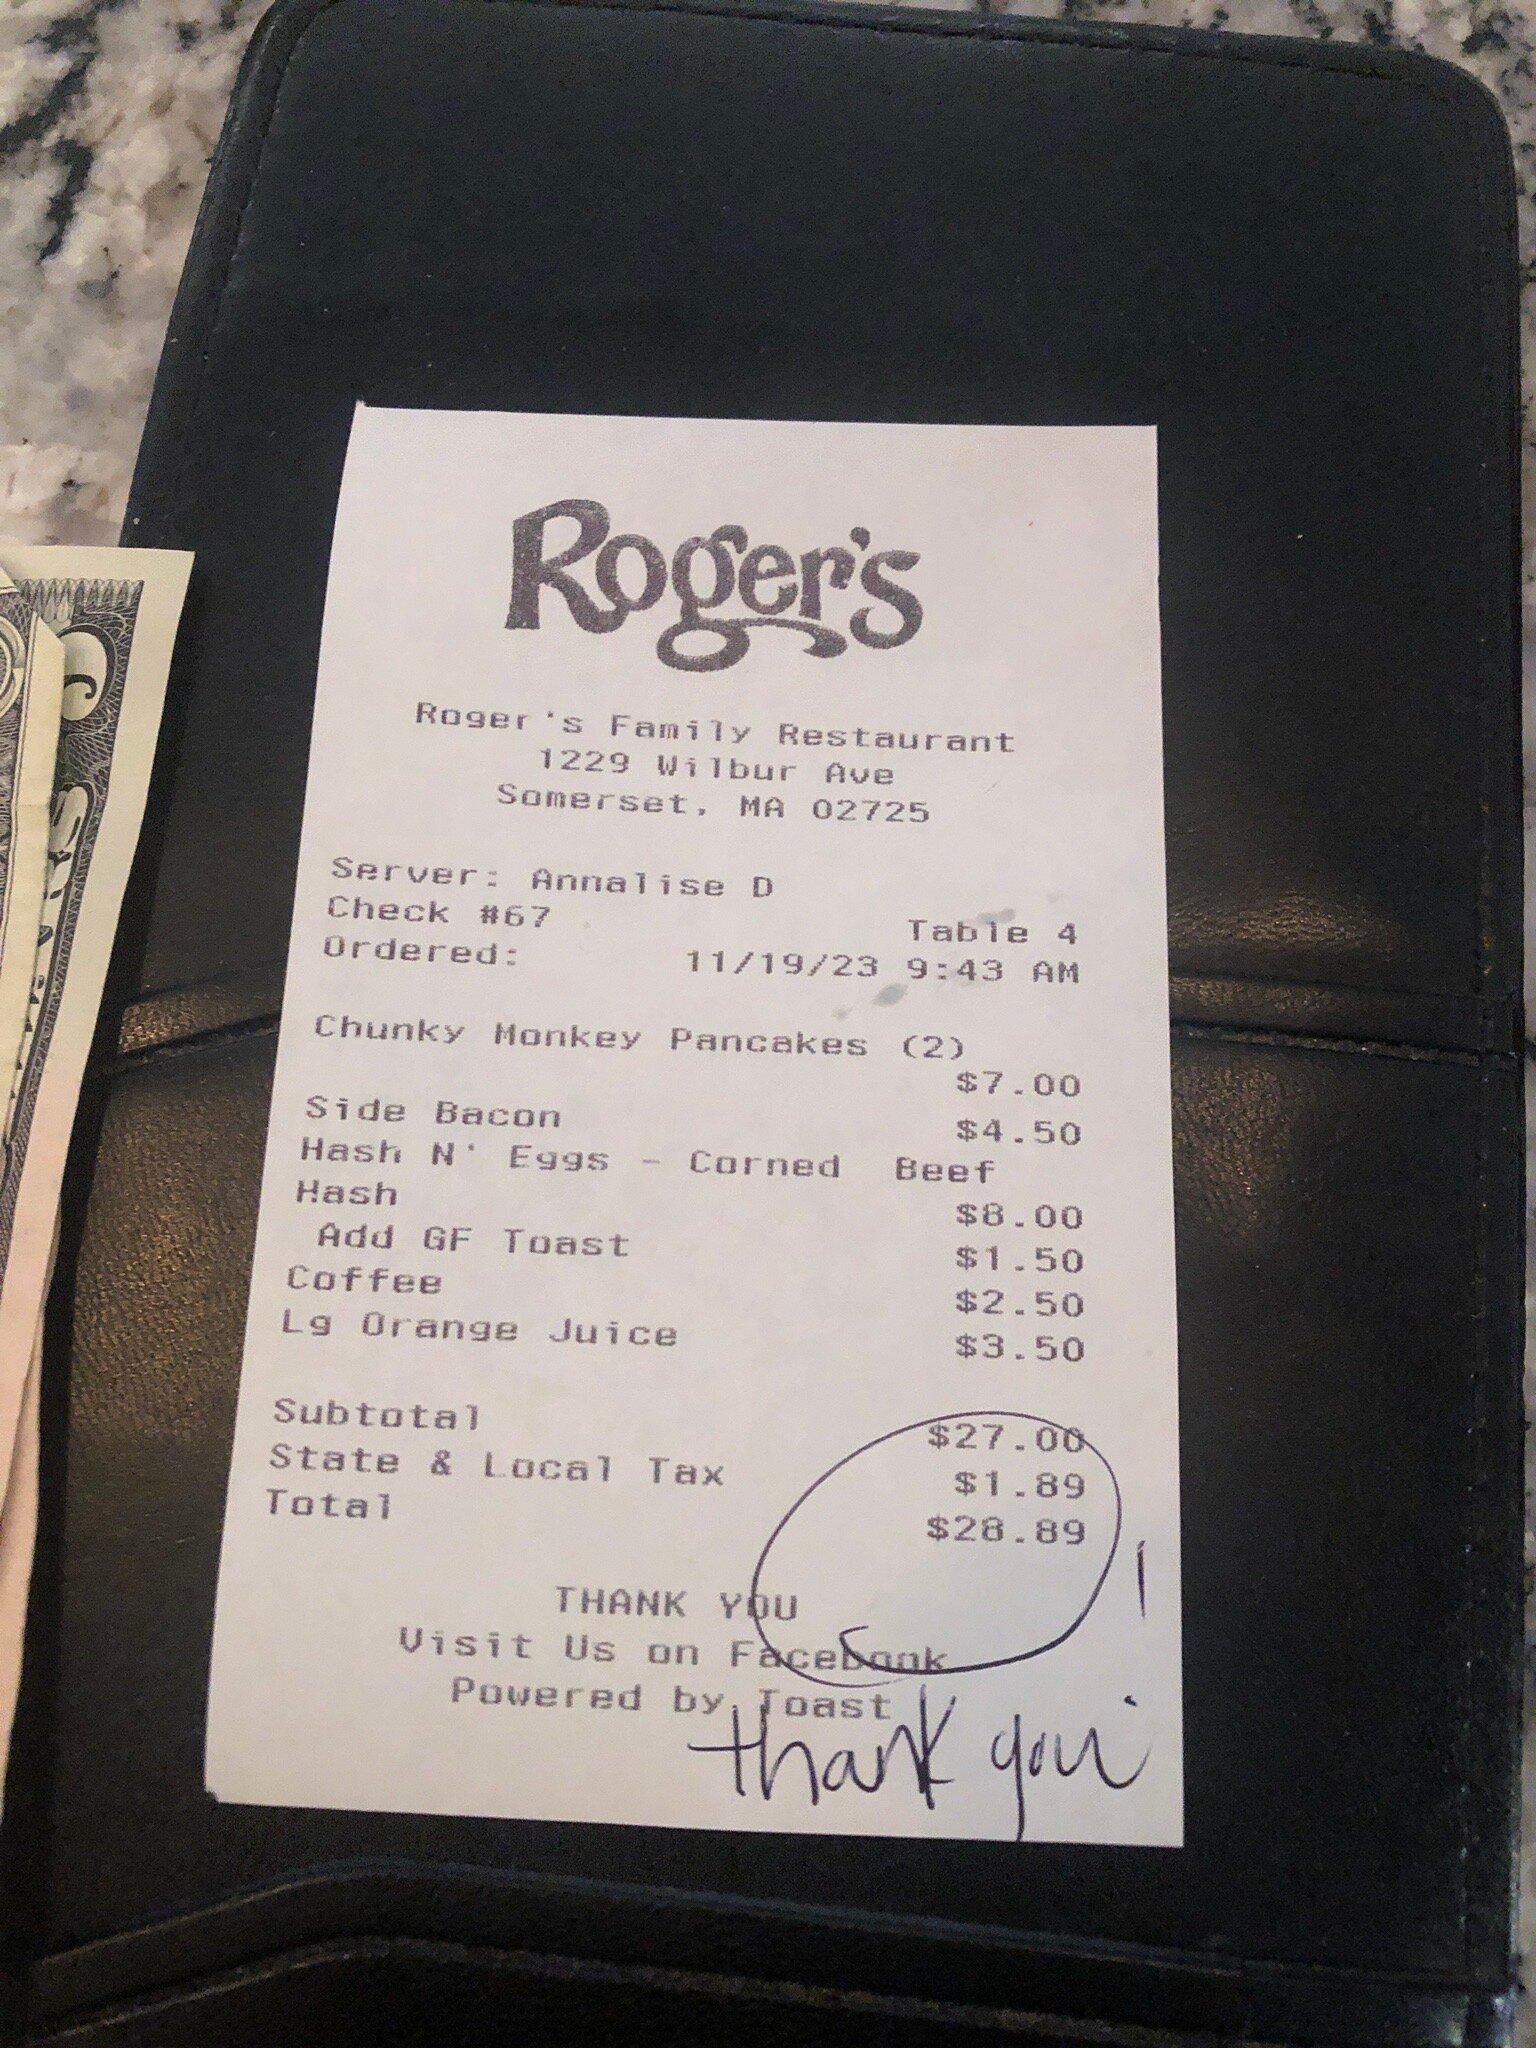 Roger's
Roger's Family Restaurant
1229 Wilbur Ave
Somerset, MA 02725
Server: Annalise D
Check #67 Table 4
Ordered: 11/19/23 9:43 AM
Chunky Monkey Pancakes (2)
$7.00
Side Bacon $4.50
Hash N' Eggs - Corned Beef
Hash $8.00
Add GF Toast $1.50
Coffee $2.50
Lg Orange Juice $3.50
Subtotal $27.00
State & Local Tax $1.89
Total $28.89
THANK YOU
Visit Us on Facebook
Powered by Toast
thank you!